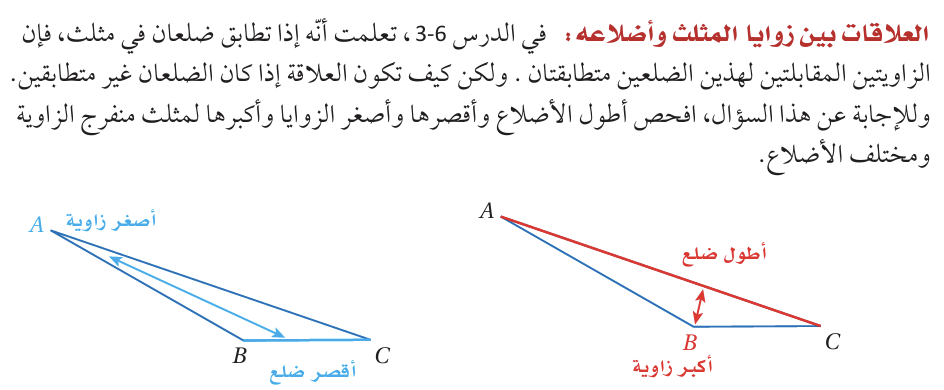 العلاقات بين زوايا المثلث وأضلاعه : في الدرس 6-3 ، تعلمت أنّه إذا تطابق ضلعان في مثلث، فإن
الزاويتين المقابلتين لهذين الضلعين متطابقتان . ولكن كيف تكون العلاقة إذا كان الضلعان غير متطابقين.
وللإجابة عن هذا السؤال، افحص أطول الأضلاع وأقصرها وأصغر الزوايا وأكبرها لمثلث منفرج الزاوية
ومختلف الأضلاع.
A
أطول ضلع
B
C
أكبر زاوية
A
أصغر زاوية
B
C
أقصر ضلع